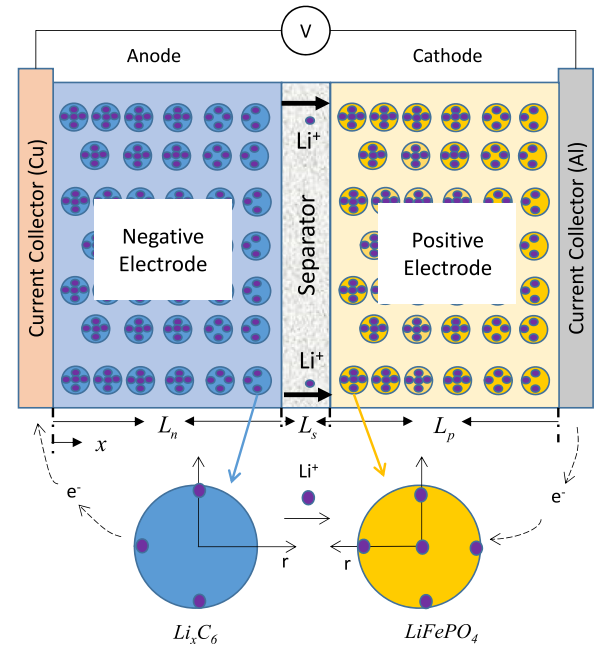 V
Anode
Cathode
Current Collector (Cu)
Negative
Electrode
Li+
Separator
Li+
Positive
Electrode
Current Collector (Al)
x
Ln
Ls
Lp
e-
Li+
e-
r
r
LixC6
LiFePO4